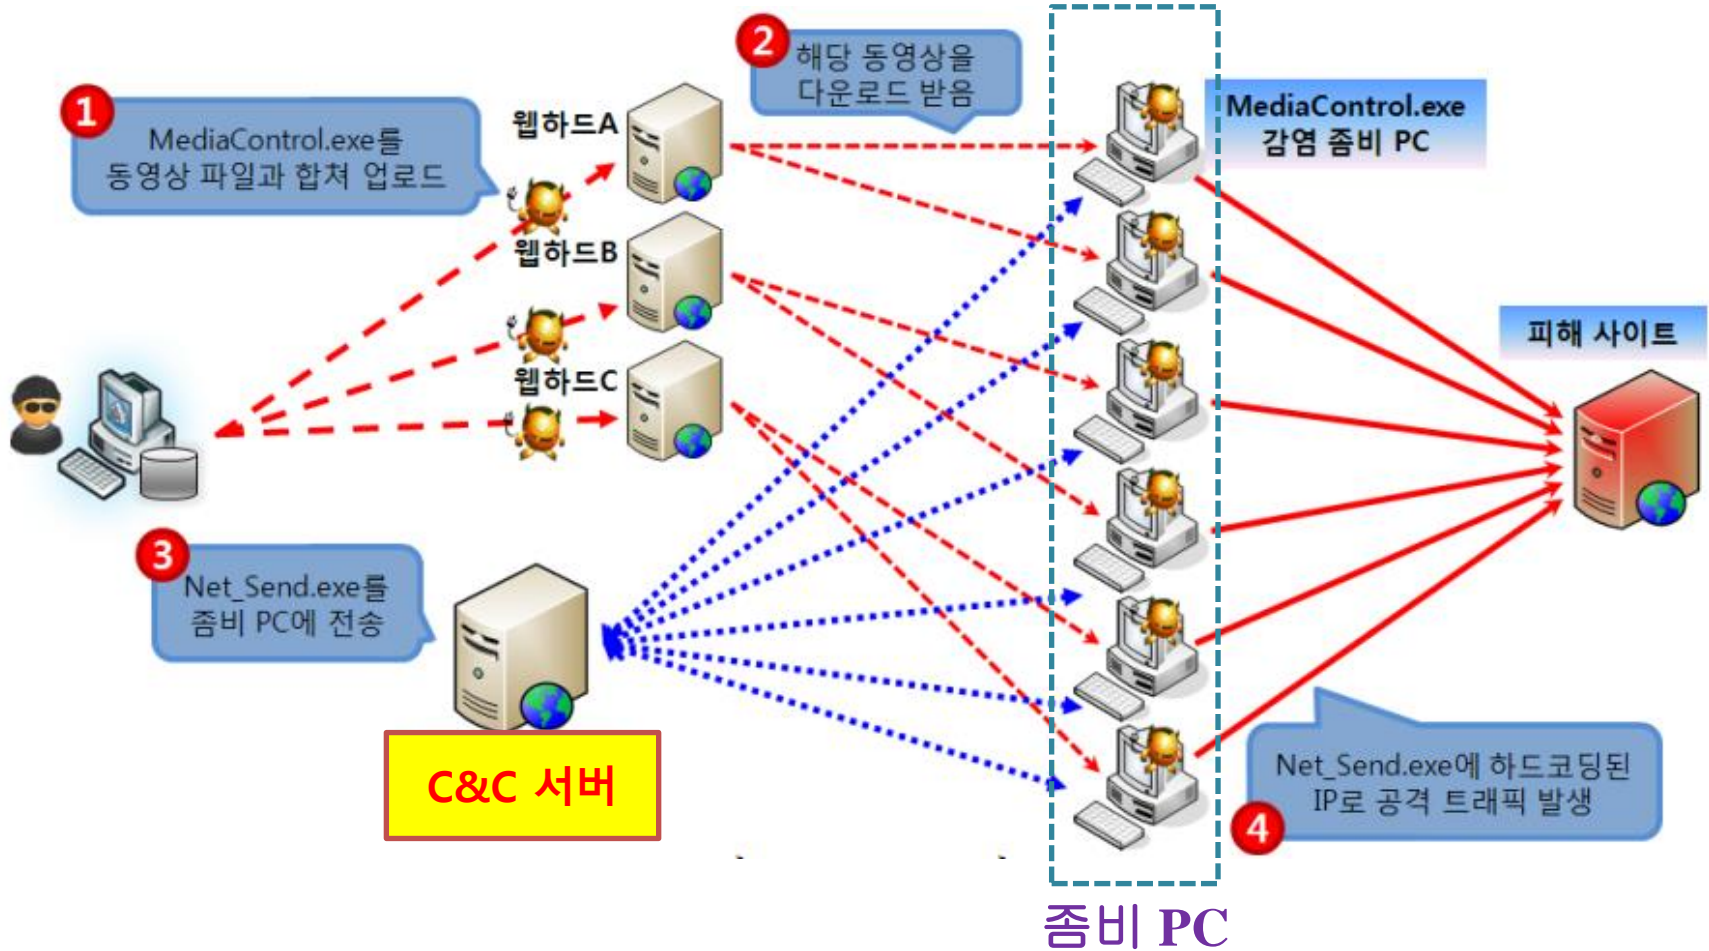 1
MediaControl.exe를
동영상 파일과 합쳐 업로드
2
해당 동영상을
다운로드 받음
웹하드A
웹하드B
웹하드C
MediaControl.exe
감염 좀비 PC
피해 사이트
3
Net_Send.exe를
좀비 PC에 전송
C&C 서버
Net_Send.exe에 하드코딩된
IP로 공격 트래픽 발생
4
좀비 PC